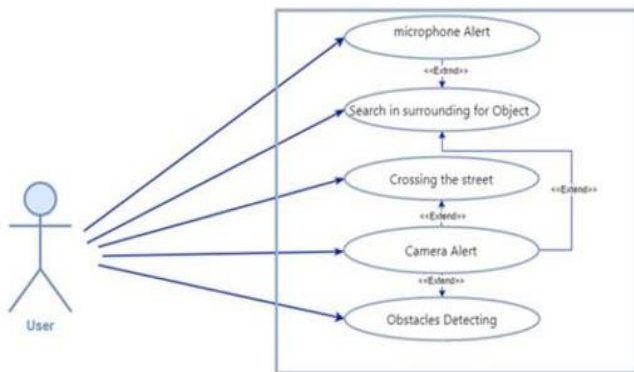 microphone Alert
<<Extend>>
Search in surrounding for Object
Crossing the street
<<Extend>>
<<Extend>>
Camera Alert
<<Extend>>
Obstacles Detecting
User